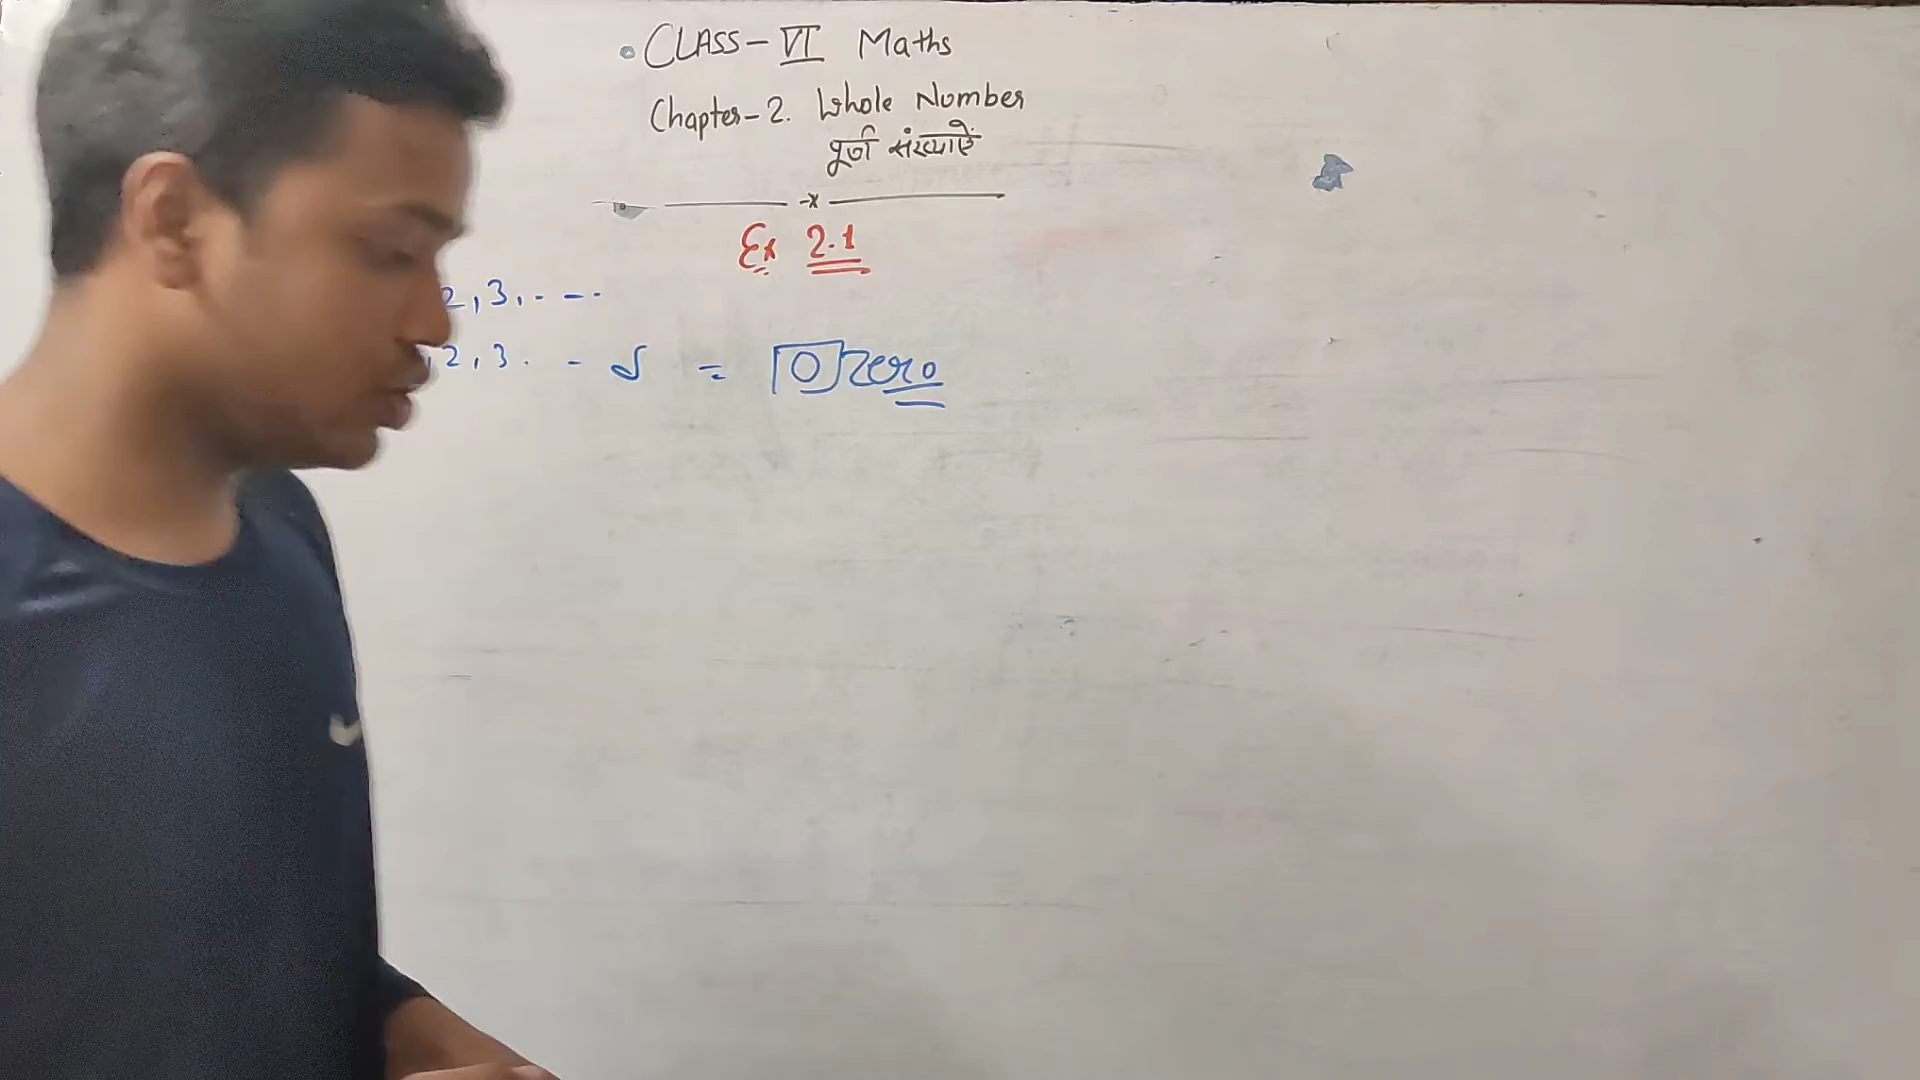 CLASS-VI Maths
Chapter-2. Whole Number
पूर्ण संख्याएँ
Ex 2.1
2, 3, - - -
, 2, 3. - = 0 zero